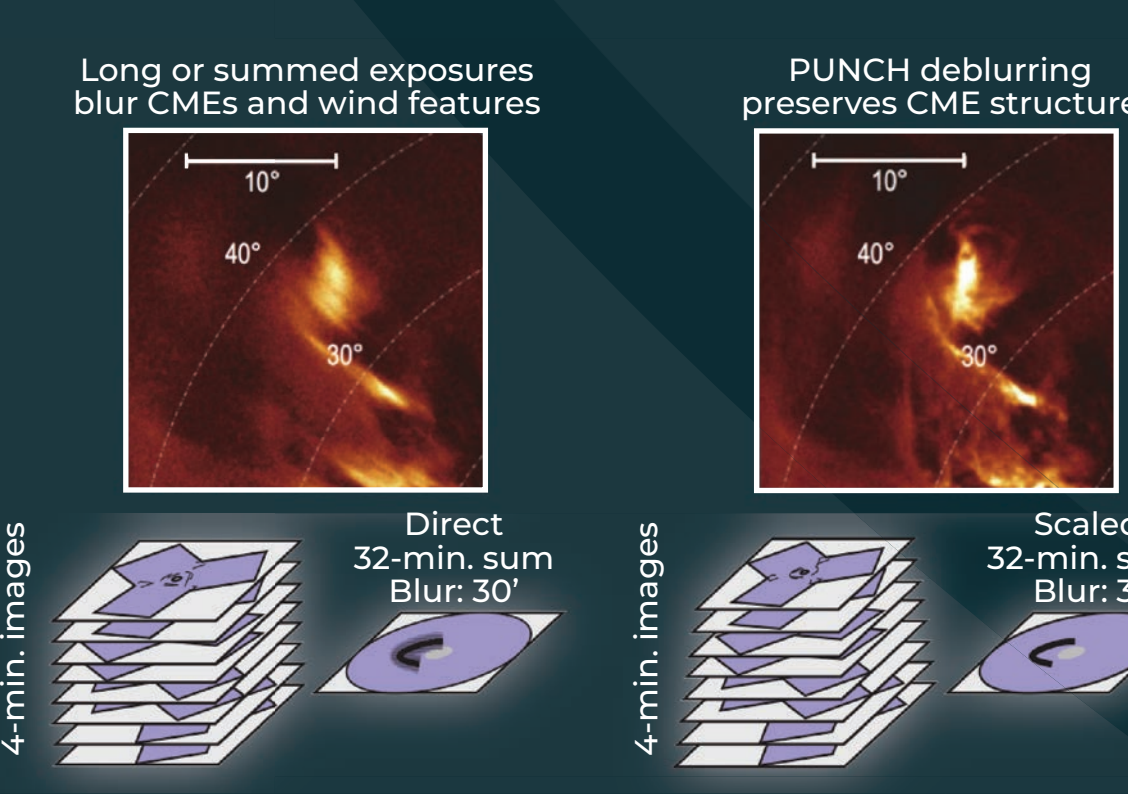 Long or summed exposures
blur CMEs and wind features
10°
40°
30°
4-min. images
Direct
32-min. sum
Blur: 30’
PUNCH deblurring
preserves CME structure
10°
40°
30°
4-min. images
Scaled
32-min. s
Blur: 3